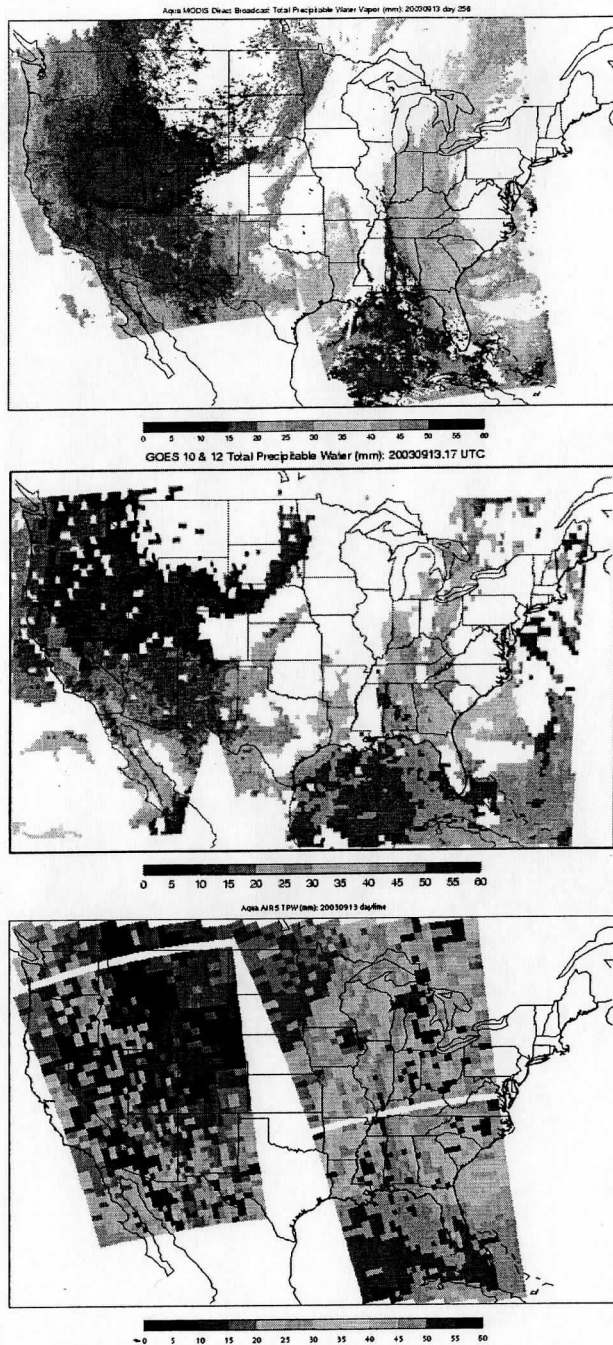 Aqua MODIS Direct Broadcast Total Precipitable Water Vapor (mm): 20030913 day 256
0 5 10 15 20 25 30 35 40 45 50 55 60
GOES 10 & 12 Total Precipitable Water (mm): 20030913.17 UTC
0 5 10 15 20 25 30 35 40 45 50 55 60
Aqua AIRS TPW (mm): 20030913 daytime
0 5 10 15 20 25 30 35 40 45 50 55 60